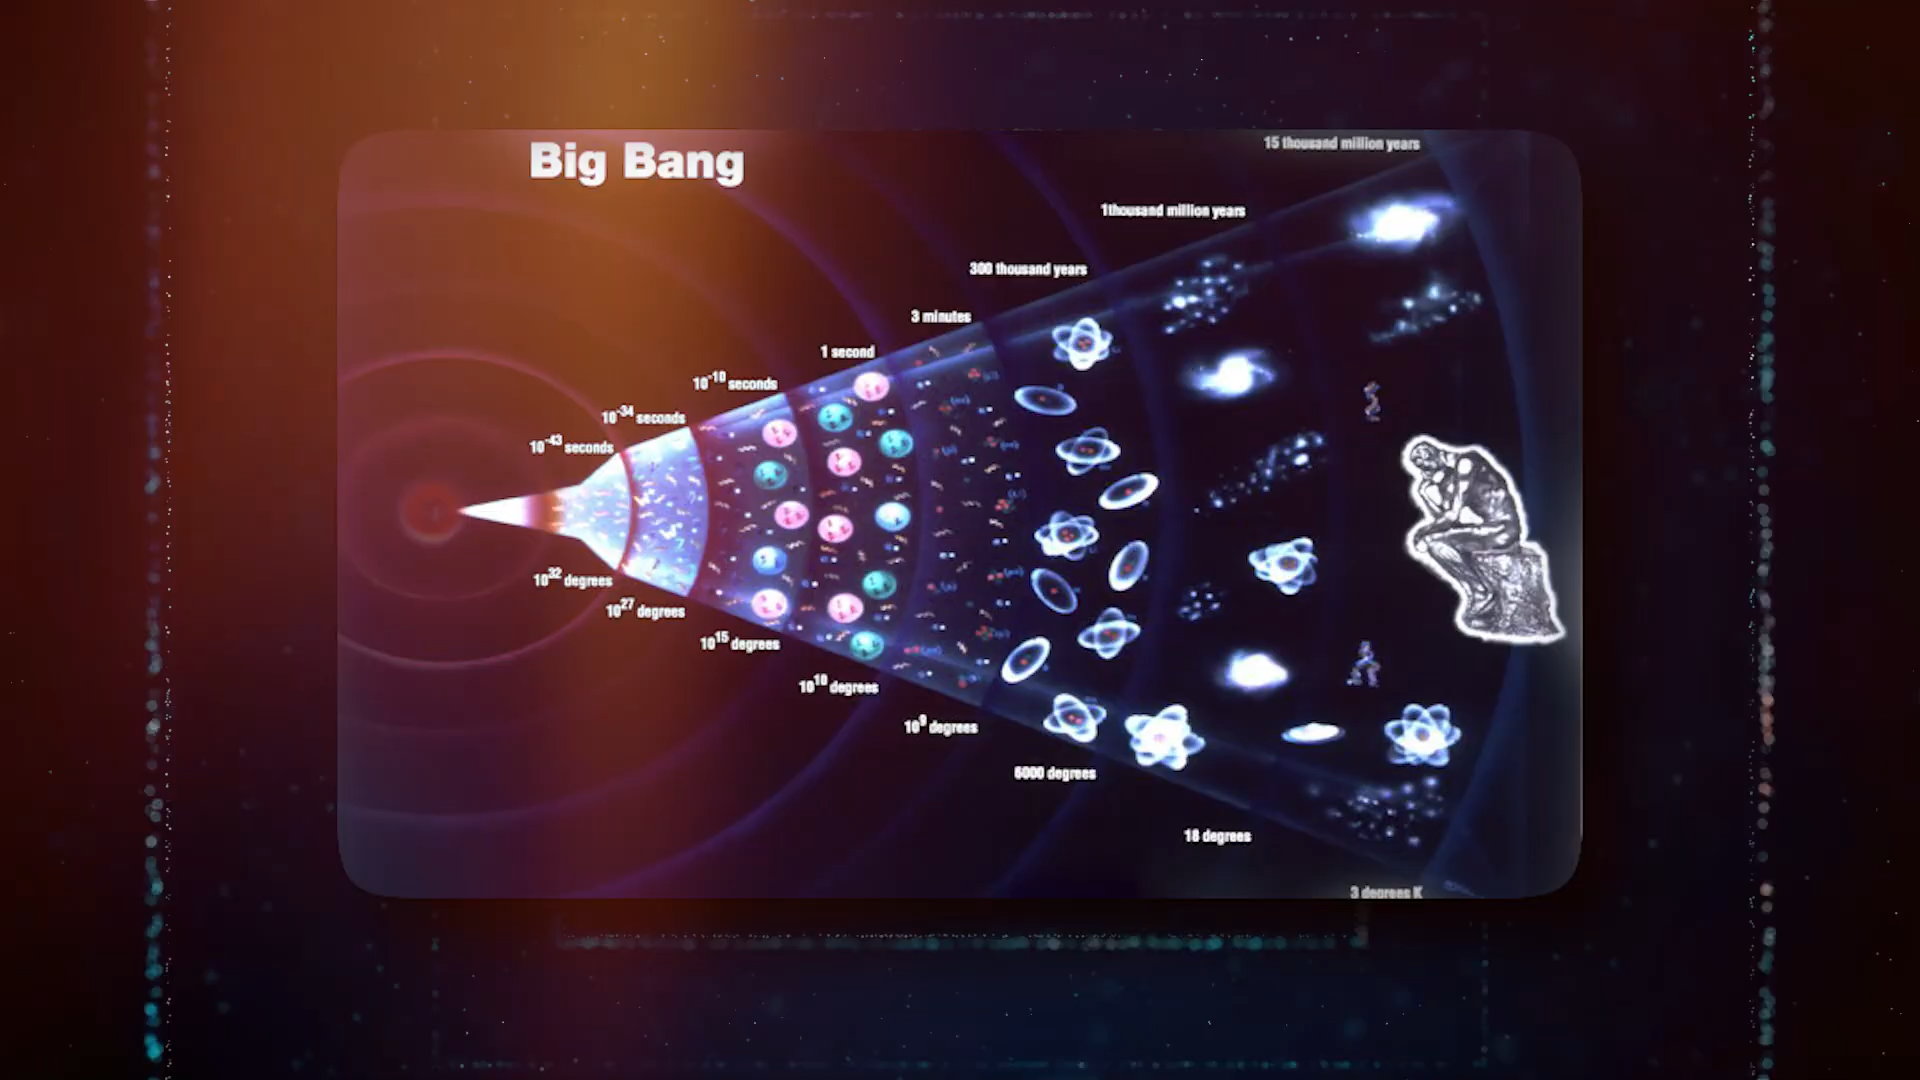 Big Bang
15 thousand million years
1thousand million years
300 thousand years
3 minutes
1 second
10-10 seconds
10-34 seconds
10-43 seconds
1032 degrees
1027 degrees
1015 degrees
1010 degrees
109 degrees
6000 degrees
18 degrees
3 degrees K